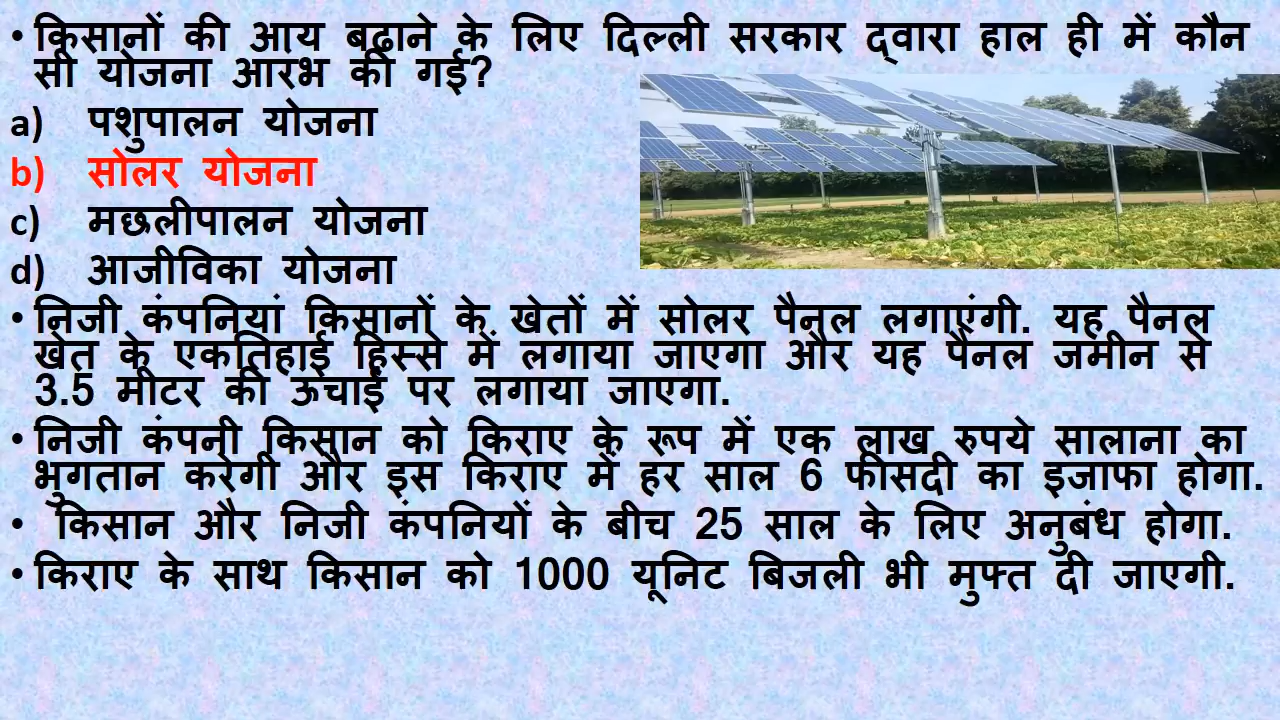 • किसानों की आय बढ़ाने के लिए दिल्ली सरकार द्वारा हाल ही में कौन
सी योजना आरंभ की गई?
a) पशुपालन योजना
b) सोलर योजना
c) मछलीपालन योजना
d) आजीविका योजना
• निजी कंपनियां किसानों के खेतों में सोलर पैनल लगाएंगी. यह पैनल
खेत के एकतिहाई हिस्से में लगाया जाएगा और यह पैनल जमीन से
3.5 मीटर की ऊंचाई पर लगाया जाएगा.
• निजी कंपनी किसान को किराए के रूप में एक लाख रुपये सालाना का
भुगतान करेगी और इस किराए में हर साल 6 फीसदी का इजाफा होगा.
• किसान और निजी कंपनियों के बीच 25 साल के लिए अनुबंध होगा.
• किराए के साथ किसान को 1000 यूनिट बिजली भी मुफ्त दी जाएगी.